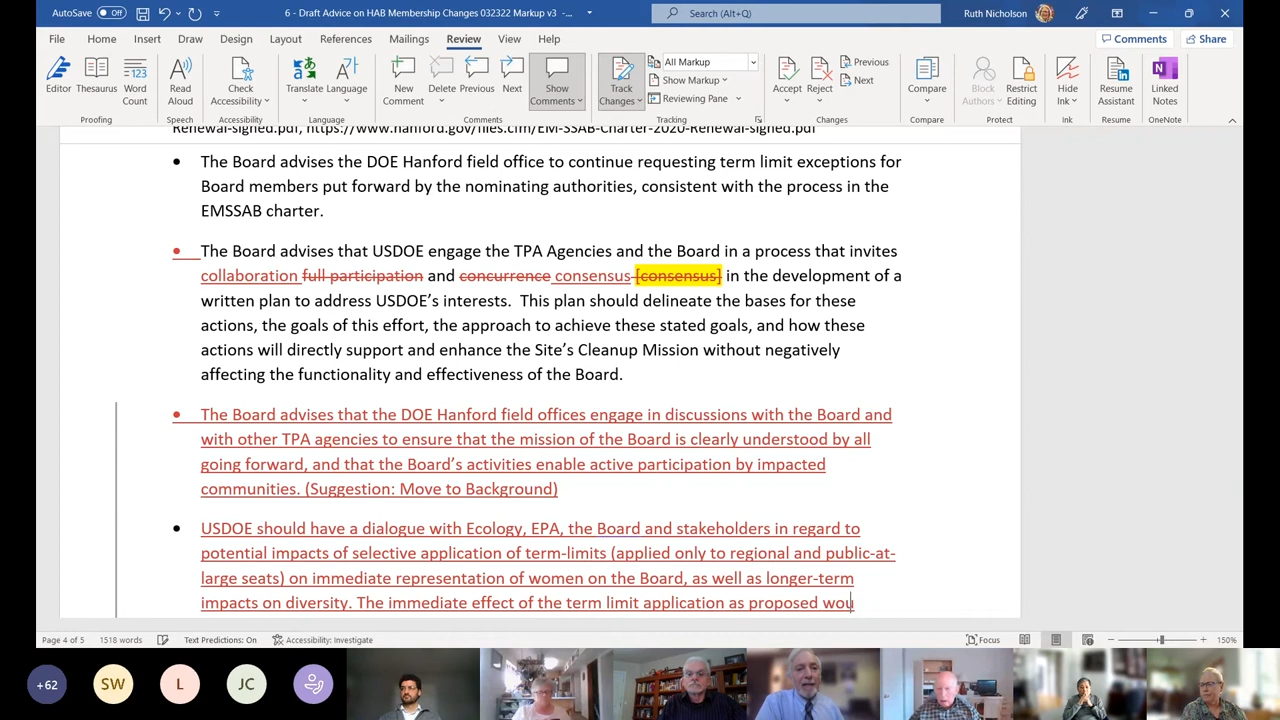 AutoSave Off 6 - Draft Advice on HAB Membership Changes 032322 Markup v3 -... Search (Alt+Q) Ruth Nicholson
File Home Insert Draw Design Layout References Mailings Review View Help Comments Share
Editor Thesaurus Word Count Read Aloud Check Accessibility Translate Language New Comment Delete Previous Next Show Comments Track Changes All Markup Show Markup Reviewing Pane Accept Reject Previous Next Compare Block Authors Restrict Editing Hide Ink Resume Assistant Linked Notes
Proofing Speech Accessibility Language Comments Tracking Changes Compare Protect Ink Resume OneNote
Renewal-signed.pdf, https://www.hanford.gov/files.cfm/EM-SSAB-Charter-2020-Renewal-signed.pdf
• The Board advises the DOE Hanford field office to continue requesting term limit exceptions for
Board members put forward by the nominating authorities, consistent with the process in the
EMSSAB charter.
• The Board advises that USDOE engage the TPA Agencies and the Board in a process that invites
collaboration full participation and concurrence consensus [consensus] in the development of a
written plan to address USDOE's interests. This plan should delineate the bases for these
actions, the goals of this effort, the approach to achieve these stated goals, and how these
actions will directly support and enhance the Site's Cleanup Mission without negatively
affecting the functionality and effectiveness of the Board.
• The Board advises that the DOE Hanford field offices engage in discussions with the Board and
with other TPA agencies to ensure that the mission of the Board is clearly understood by all
going forward, and that the Board's activities enable active participation by impacted
communities. (Suggestion: Move to Background)
• USDOE should have a dialogue with Ecology, EPA, the Board and stakeholders in regard to
potential impacts of selective application of term-limits (applied only to regional and public-at-
large seats) on immediate representation of women on the Board, as well as longer-term
impacts on diversity. The immediate effect of the term limit application as proposed wou
Page 4 of 5 1518 words Text Predictions: On Accessibility: Investigate Focus 150%
+62 SW L JC